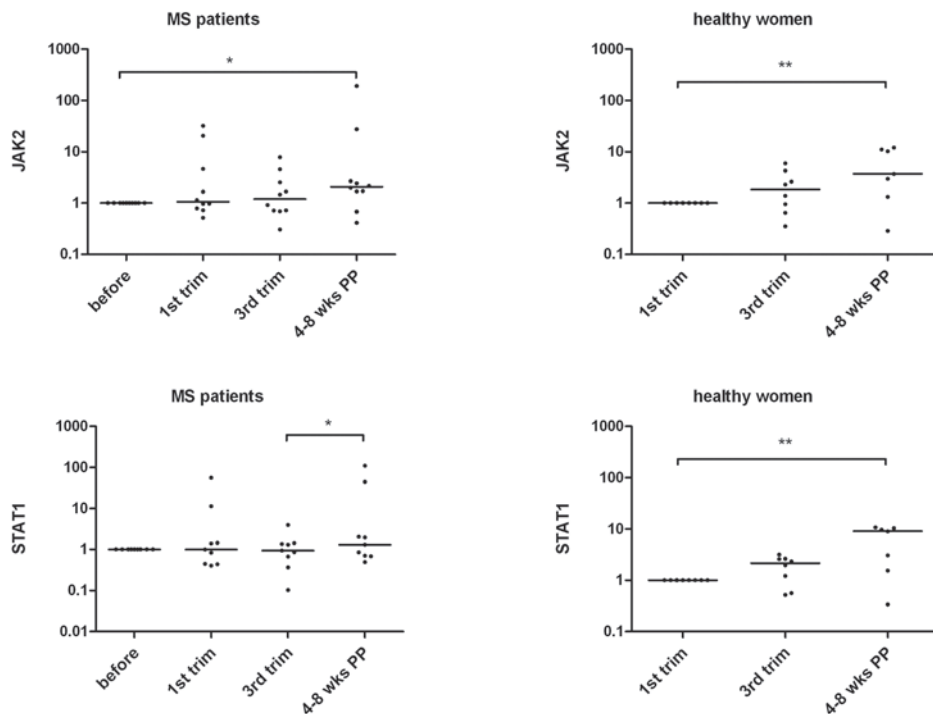 MS patients
JAK2
1000
100
10
1
0.1
*
before
1st trim
3rd trim
4-8 wks PP
healthy women
JAK2
1000
100
10
1
0.1
**
1st trim
3rd trim
4-8 wks PP
MS patients
STAT1
1000
100
10
1
0.1
0.01
*
before
1st trim
3rd trim
4-8 wks PP
healthy women
STAT1
1000
100
10
1
0.1
**
1st trim
3rd trim
4-8 wks PP